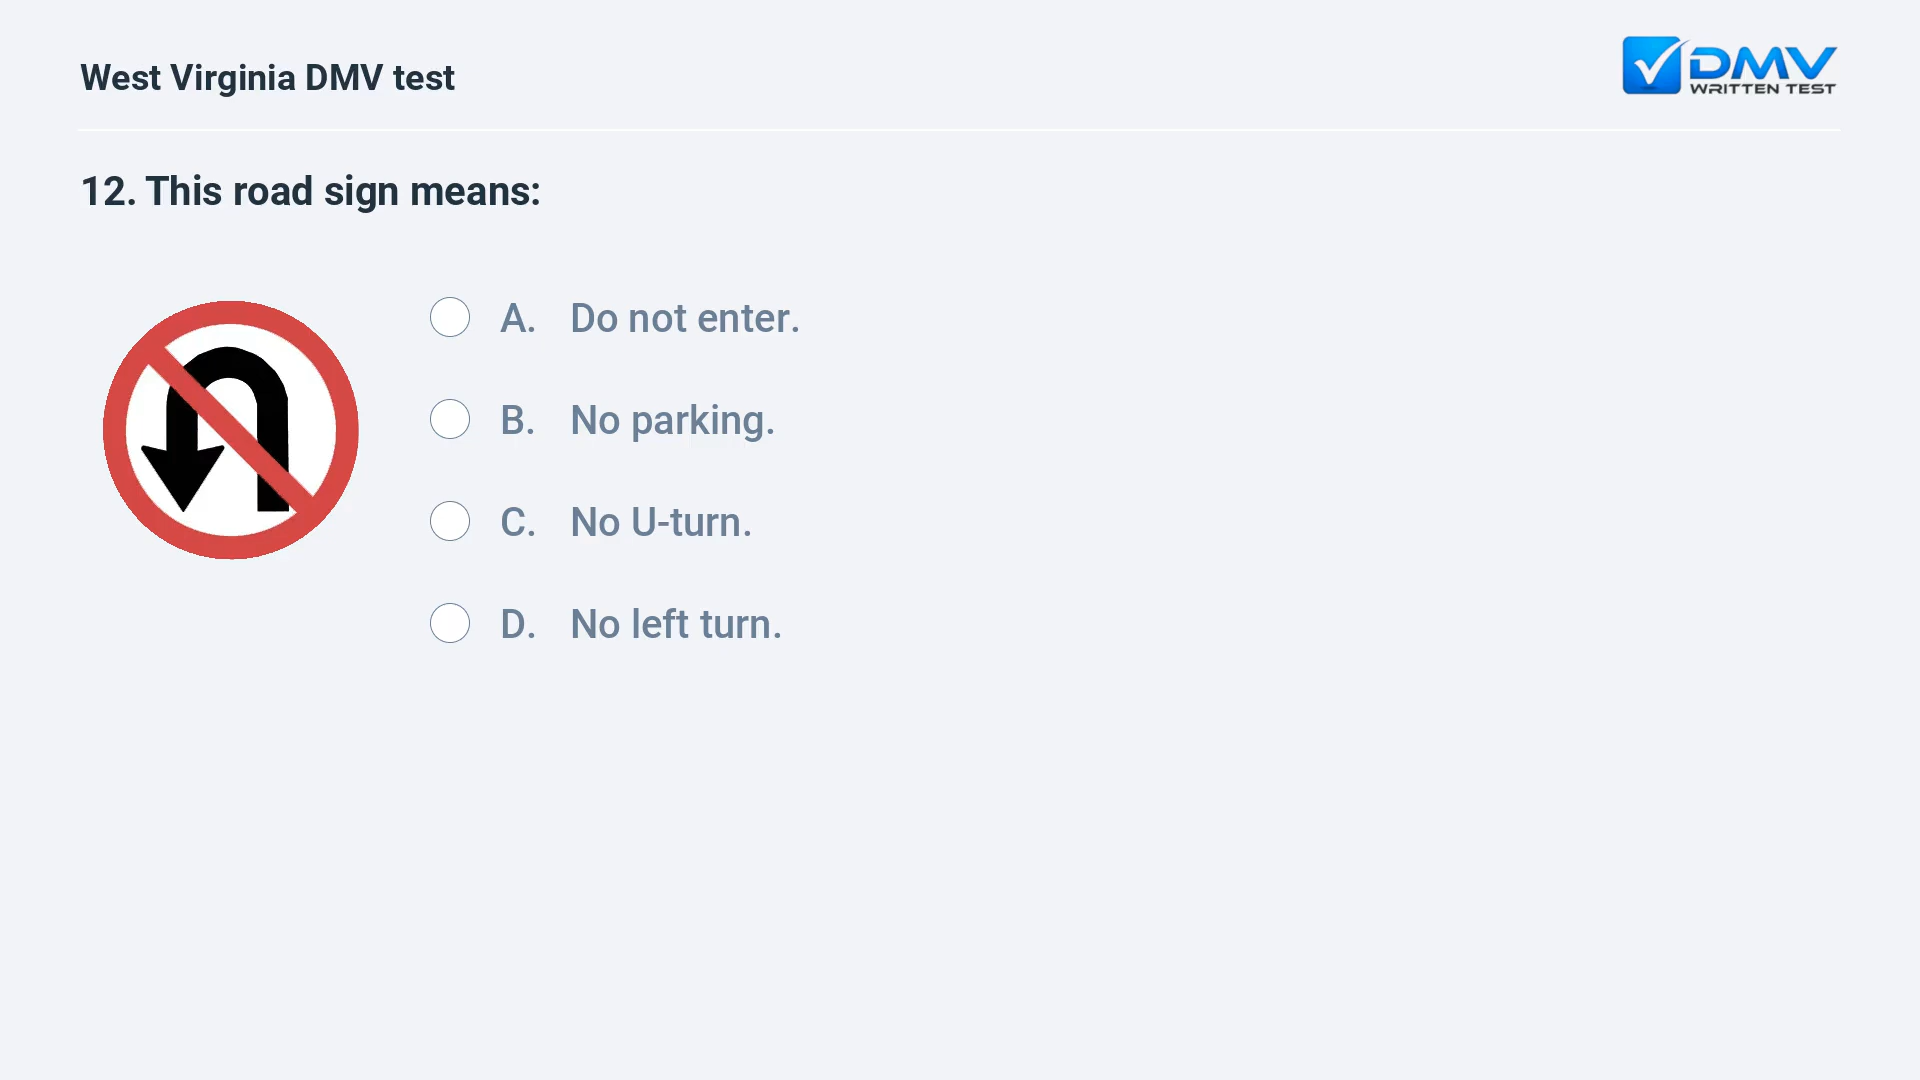 West Virginia DMV test
DMV
WRITTEN TEST
12. This road sign means:
A. Do not enter.
B. No parking.
C. No U-turn.
D. No left turn.